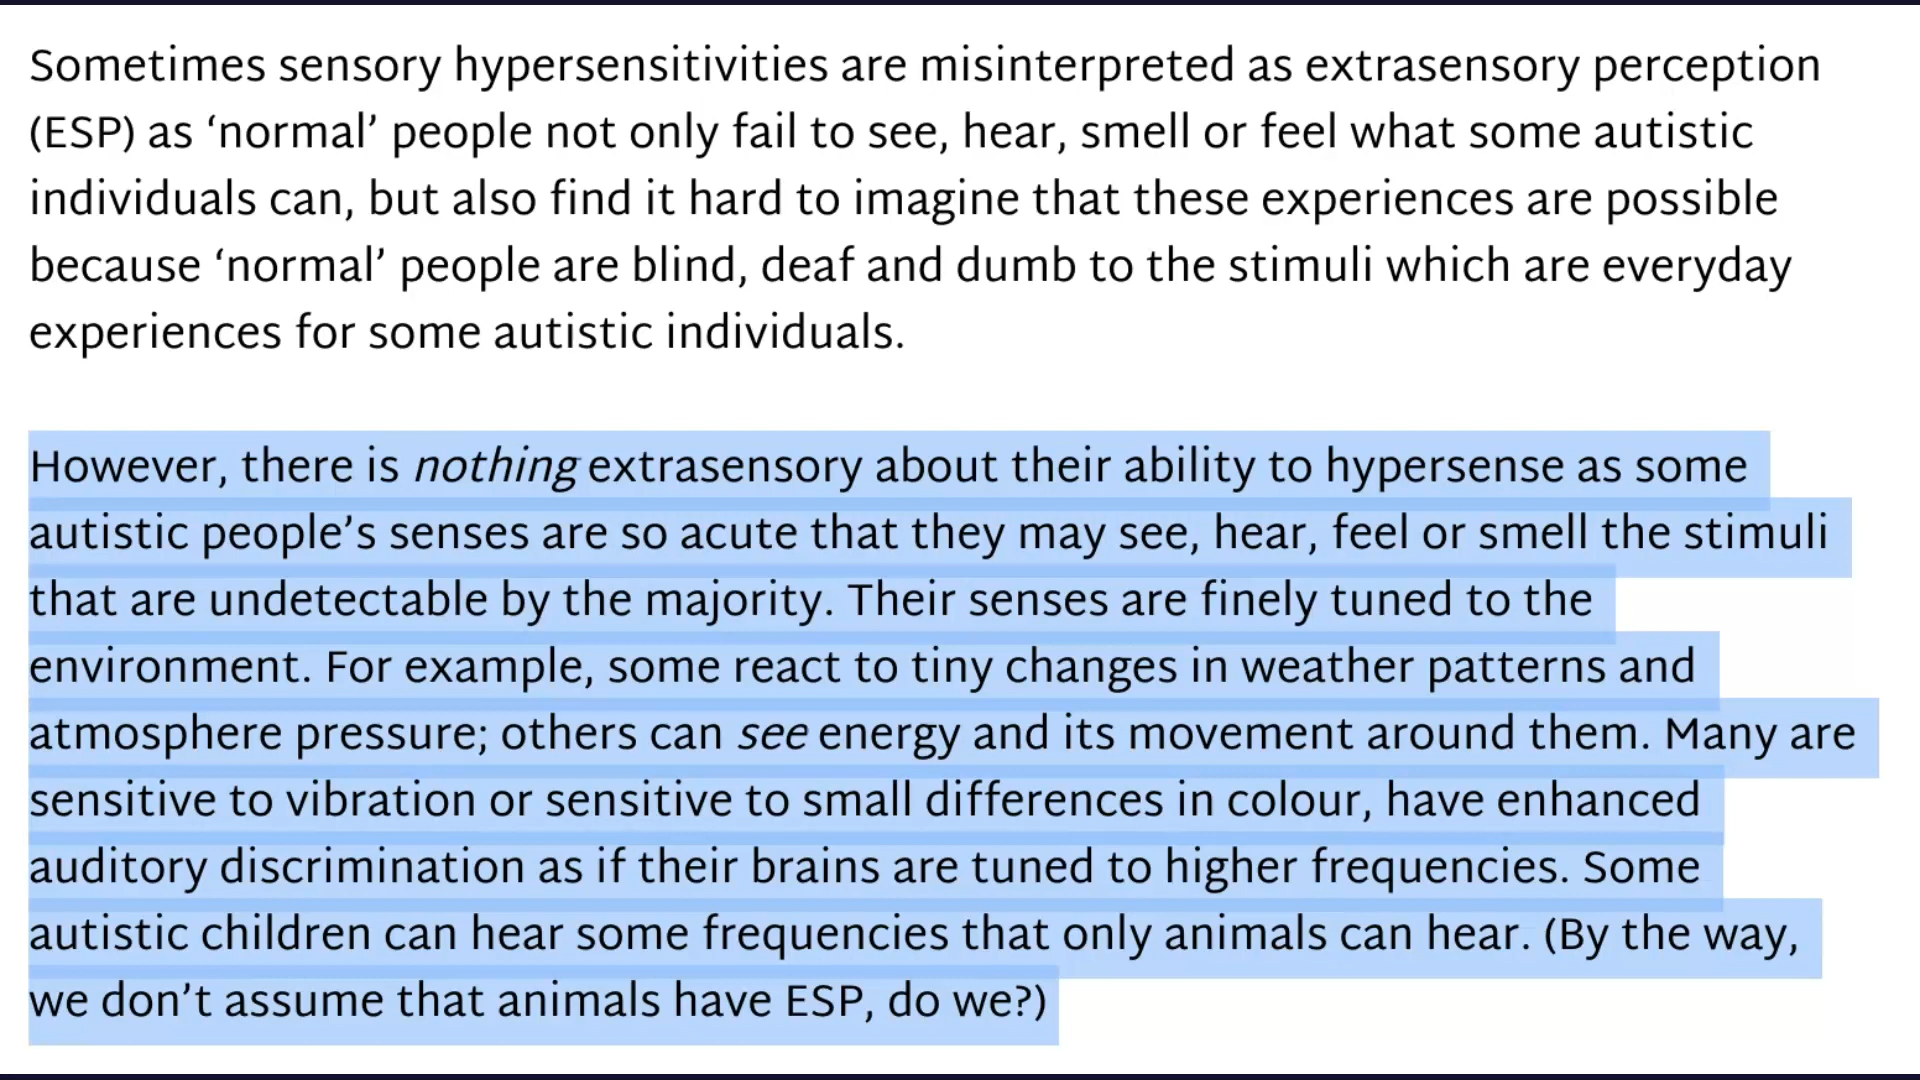 Sometimes sensory hypersensitivities are misinterpreted as extrasensory perception
(ESP) as ‘normal’ people not only fail to see, hear, smell or feel what some autistic
individuals can, but also find it hard to imagine that these experiences are possible
because ‘normal’ people are blind, deaf and dumb to the stimuli which are everyday
experiences for some autistic individuals.
However, there is nothing extrasensory about their ability to hypersense as some
autistic people’s senses are so acute that they may see, hear, feel or smell the stimuli
that are undetectable by the majority. Their senses are finely tuned to the
environment. For example, some react to tiny changes in weather patterns and
atmosphere pressure; others can see energy and its movement around them. Many are
sensitive to vibration or sensitive to small differences in colour, have enhanced
auditory discrimination as if their brains are tuned to higher frequencies. Some
autistic children can hear some frequencies that only animals can hear. (By the way,
we don’t assume that animals have ESP, do we?)